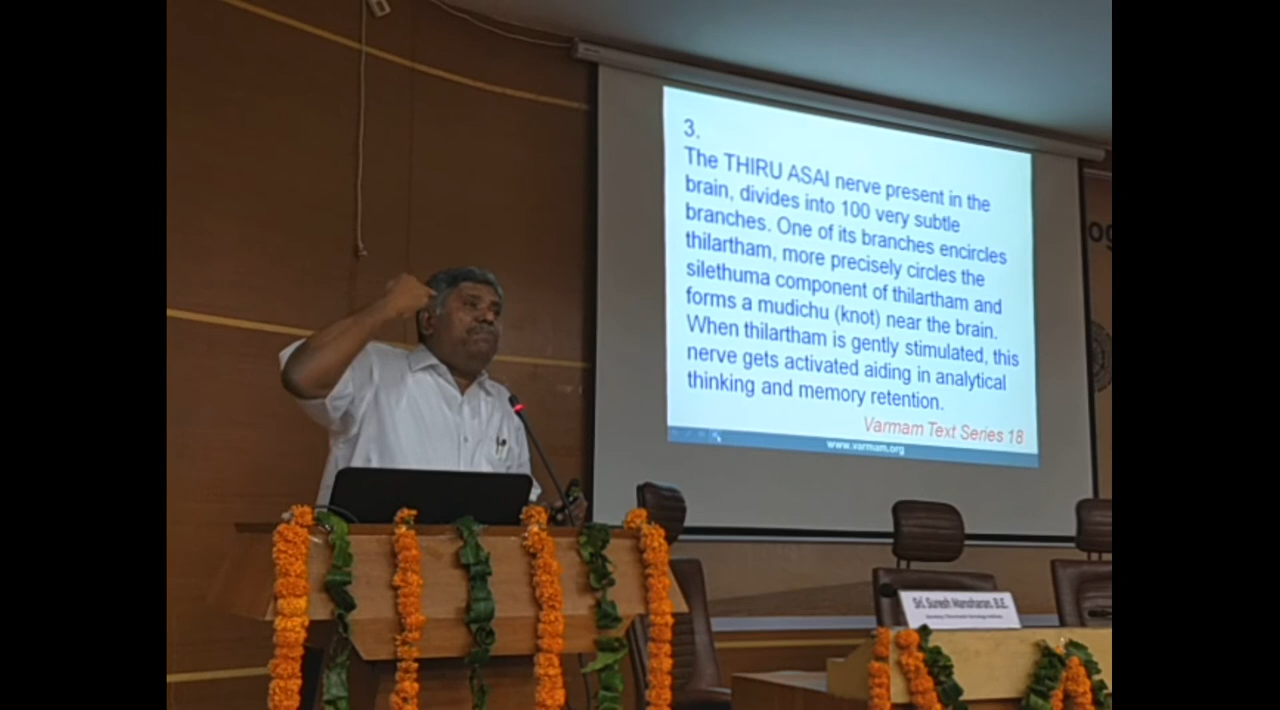 3.
The THIRU ASAI nerve present in the
brain, divides into 100 very subtle
branches. One of its branches encircles
thilartham, more precisely circles the
silethuma component of thilartham and
forms a mudichu (knot) near the brain.
When thilartham is gently stimulated, this
nerve gets activated aiding in analytical
thinking and memory retention.
Varmam Text Series 18
www.varmam.org
Sri. Suresh Manoharan. B.E.